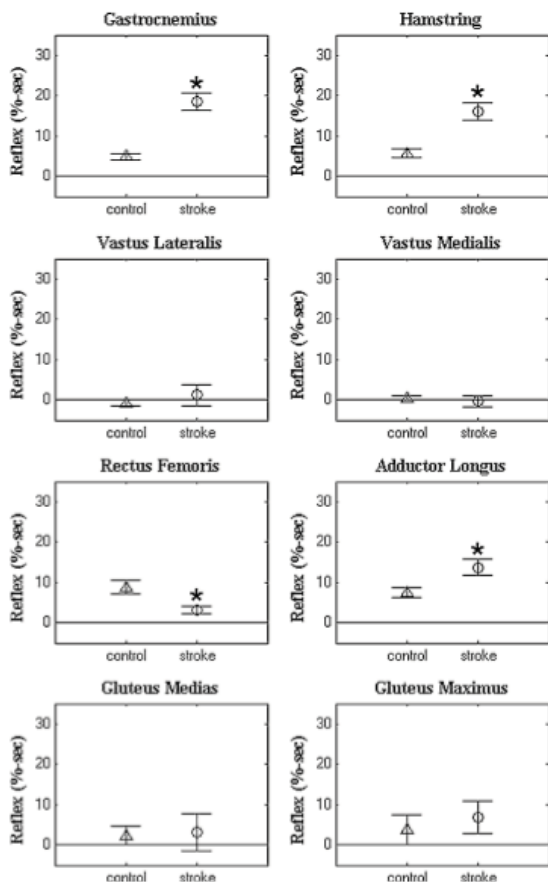 Gastrocnemius
Reflex (%-sec)
30
20
10
0
*
control stroke
Hamstring
Reflex (%-sec)
30
20
10
0
*
control stroke
Vastus Lateralis
Reflex (%-sec)
30
20
10
0
control stroke
Vastus Medialis
Reflex (%-sec)
30
20
10
0
control stroke
Rectus Femoris
Reflex (%-sec)
30
20
10
0
*
control stroke
Adductor Longus
Reflex (%-sec)
30
20
10
0
*
control stroke
Gluteus Medias
Reflex (%-sec)
30
20
10
0
control stroke
Gluteus Maximus
Reflex (%-sec)
30
20
10
0
control stroke